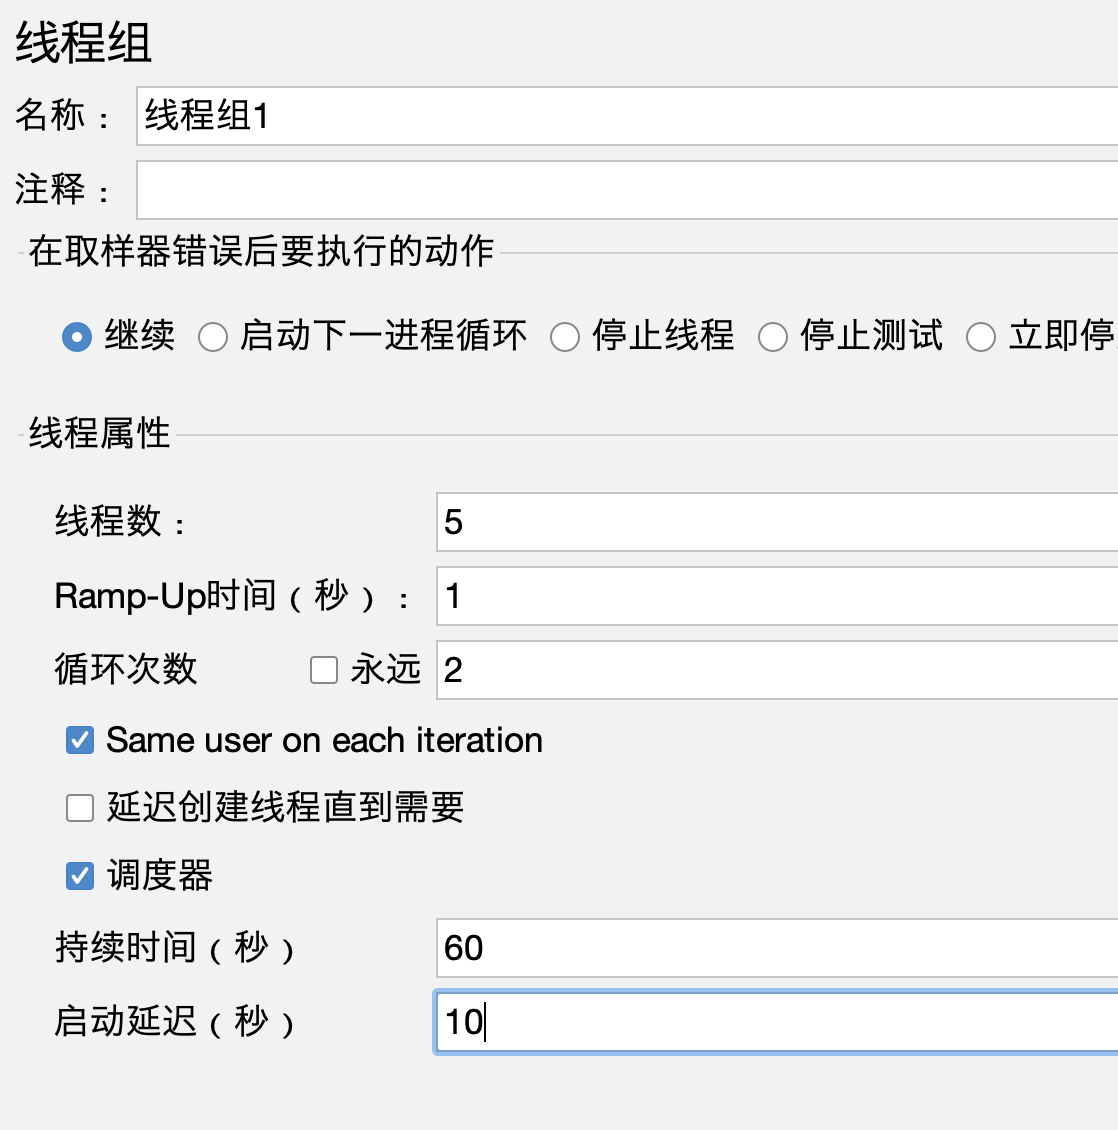 线程组
名称： 线程组1
注释：
在取样器错误后要执行的动作
继续 启动下一进程循环 停止线程 停止测试 立即停
线程属性
线程数： 5
Ramp-Up时间（秒）： 1
循环次数 永远 2
Same user on each iteration
延迟创建线程直到需要
调度器
持续时间（秒） 60
启动延迟（秒） 10